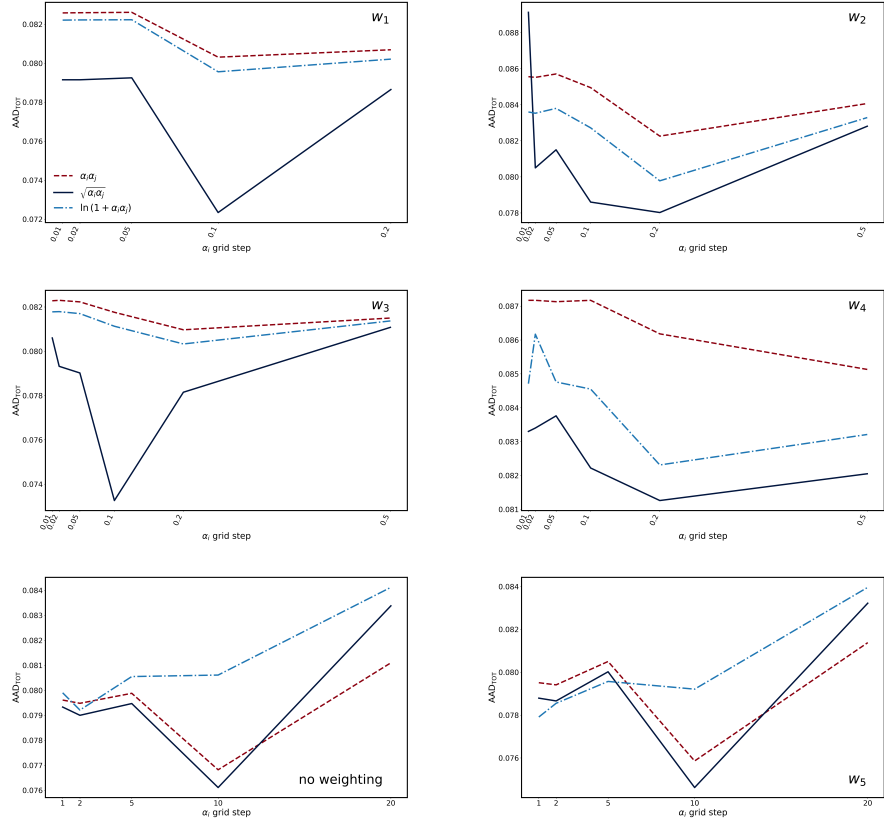 w1
0.082
0.080
0.078
0.076
0.074
0.072
AAD_TOT
αiαj
√αiαj
ln (1 + αiαj)
0.01
0.02
0.05
0.1
0.2
αi grid step
w2
0.088
0.086
0.084
0.082
0.080
0.078
AAD_TOT
0.01
0.02
0.05
0.1
0.2
0.5
αi grid step
w3
0.082
0.080
0.078
0.076
0.074
AAD_TOT
0.01
0.02
0.05
0.1
0.2
0.5
αi grid step
w4
0.087
0.086
0.085
0.084
0.083
0.082
0.081
AAD_TOT
0.01
0.02
0.05
0.1
0.2
0.5
αi grid step
0.084
0.083
0.082
0.081
0.080
0.079
0.078
0.077
0.076
AAD_TOT
no weighting
1 2 5 10 20
αi grid step
0.084
0.082
0.080
0.078
0.076
AAD_TOT
w5
1 2 5 10 20
αi grid step